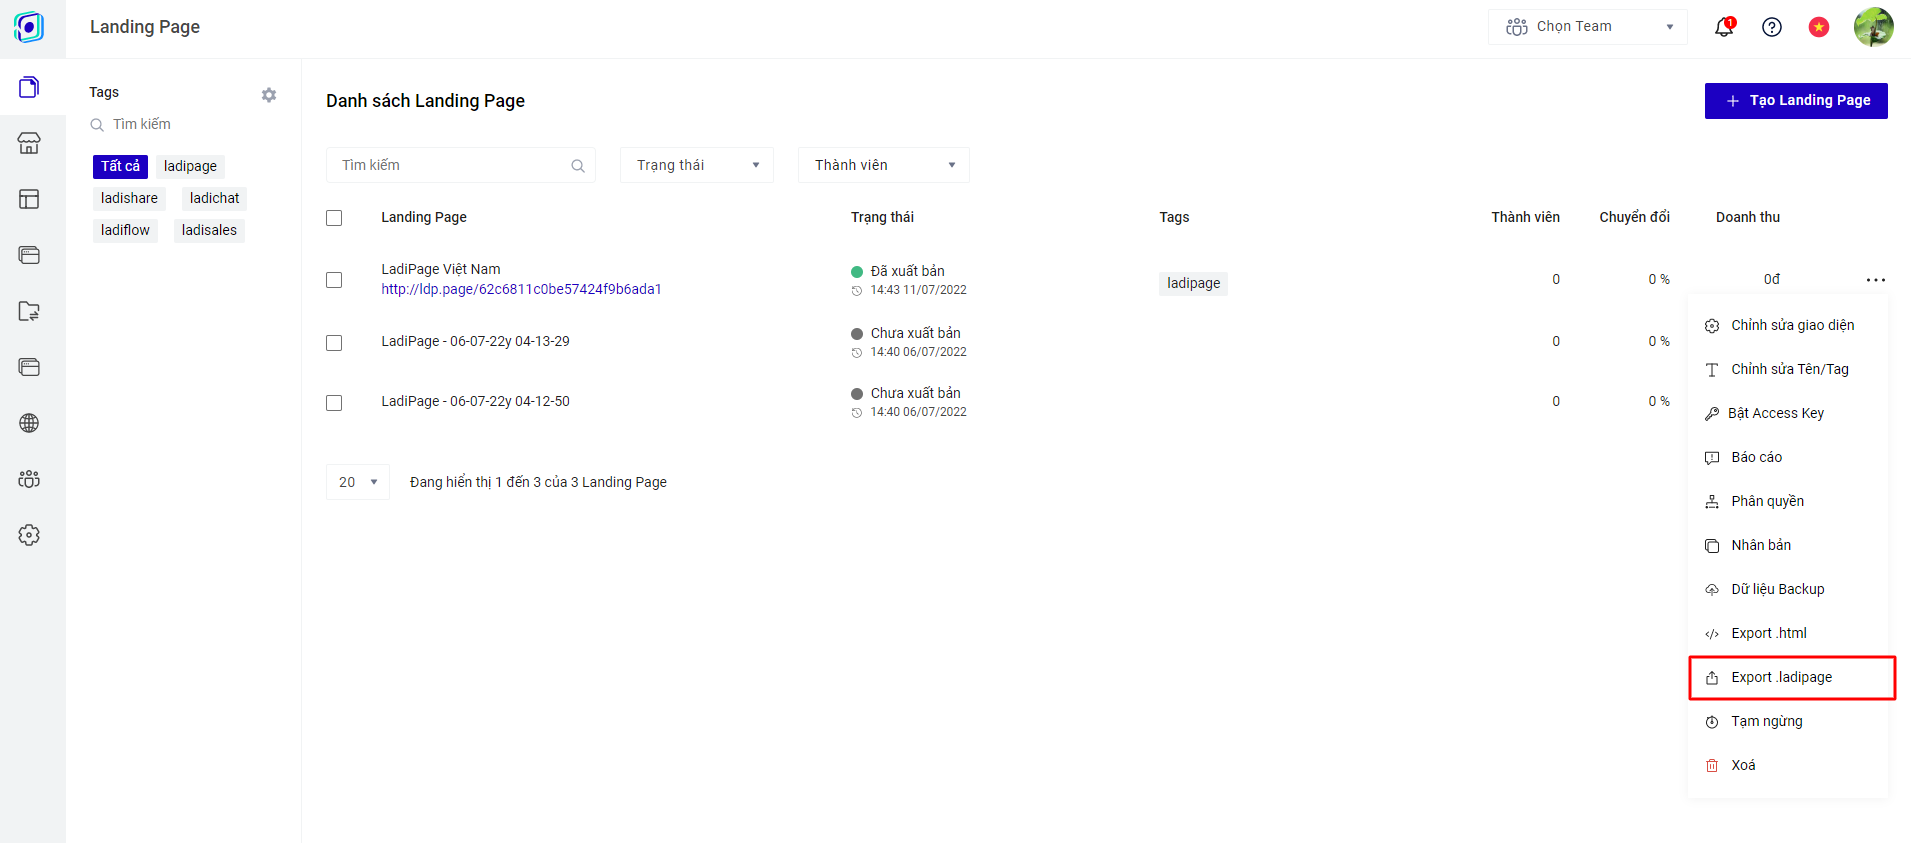 Landing Page
Chọn Team
1
Tags
Tìm kiếm
Tất cả ladipage
ladishare ladichat
ladiflow ladisales
Danh sách Landing Page
+ Tạo Landing Page
Tìm kiếm
Trạng thái
Thành viên
Landing Page Trạng thái Tags Thành viên Chuyển đổi Doanh thu
LadiPage Việt Nam
http://ldp.page/62c6811c0be57424f9b6ada1
Đã xuất bản
14:43 11/07/2022
ladipage
0 0 % 0đ
LadiPage - 06-07-22y 04-13-29
Chưa xuất bản
14:40 06/07/2022
0 0 %
LadiPage - 06-07-22y 04-12-50
Chưa xuất bản
14:40 06/07/2022
0 0 %
20
Đang hiển thị 1 đến 3 của 3 Landing Page
Chỉnh sửa giao diện
Chỉnh sửa Tên/Tag
Bật Access Key
Báo cáo
Phân quyền
Nhân bản
Dữ liệu Backup
Export .html
Export .ladipage
Tạm ngừng
Xoá